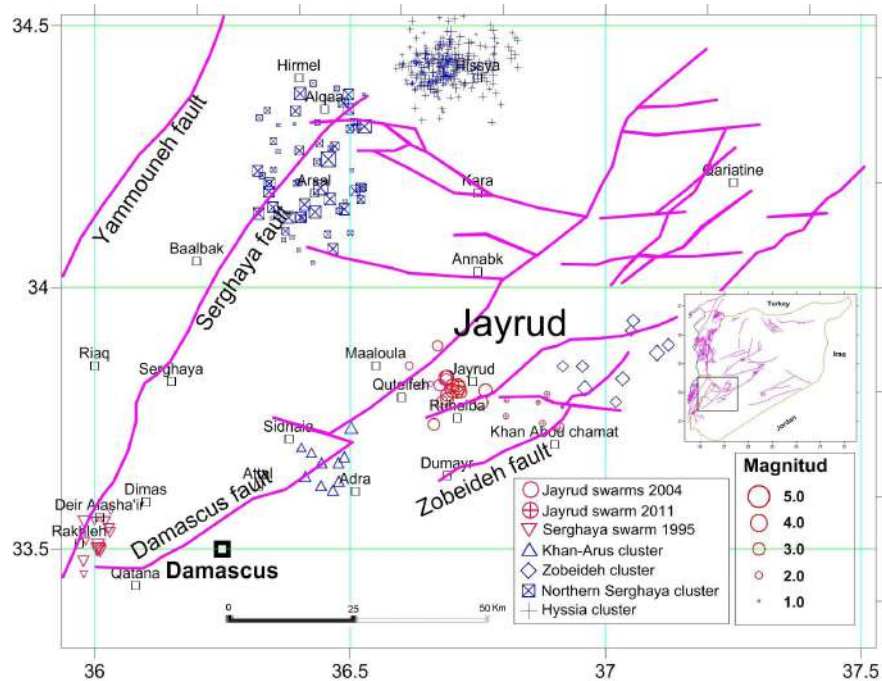 34.5
34
33.5
36
36.5
37
37.5
Hirmel
Hissya
Alqaa
Yammouneh fault
Arsal
Kara
Qariatine
Serghaya fault
Baalbak
Annabk
Jayrud
Riaq
Serghaya
Maaloula
Jayrud
Quteifeh
Ruhaiba
Sidnaia
Khan Abou chamat
Attal
Adra
Dumayr
Zobeideh fault
Dimas
Deir Alasha'ir
Damascus fault
Rakhleh
Qatana
Damascus
0
25
50 Km
Turkey
Iraq
Jordan
Jayrud swarms 2004
Jayrud swarm 2011
Serghaya swarm 1995
Khan-Arus cluster
Zobeideh cluster
Northern Serghaya cluster
Hyssia cluster
Magnitud
5.0
4.0
3.0
2.0
1.0